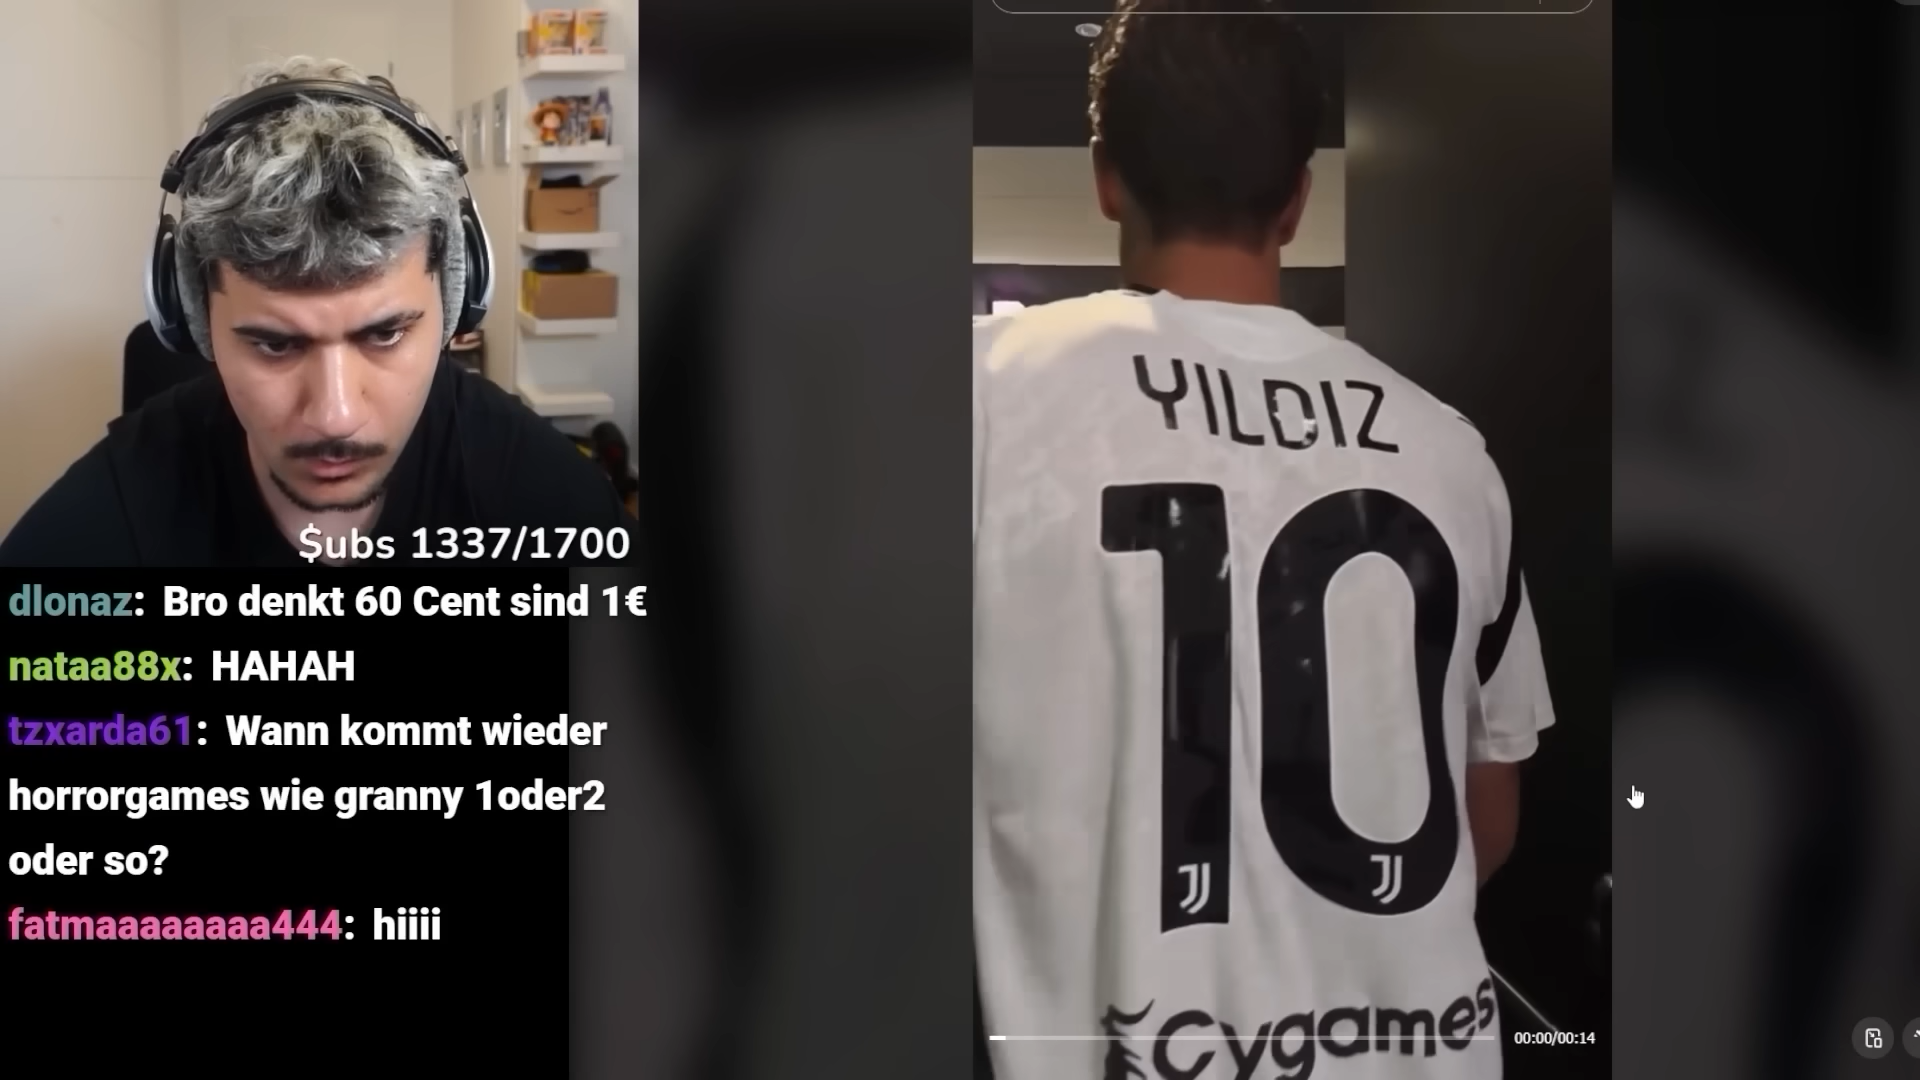 $ubs 1337/1700
dlonaz: Bro denkt 60 Cent sind 1€
nataa88x: HAHAH
tzxarda61: Wann kommt wieder
horrorgames wie granny 1oder2
oder so?
fatmaaaaaaaa444: hiiii
YILDIZ
10
Cygames
00:00/00:14